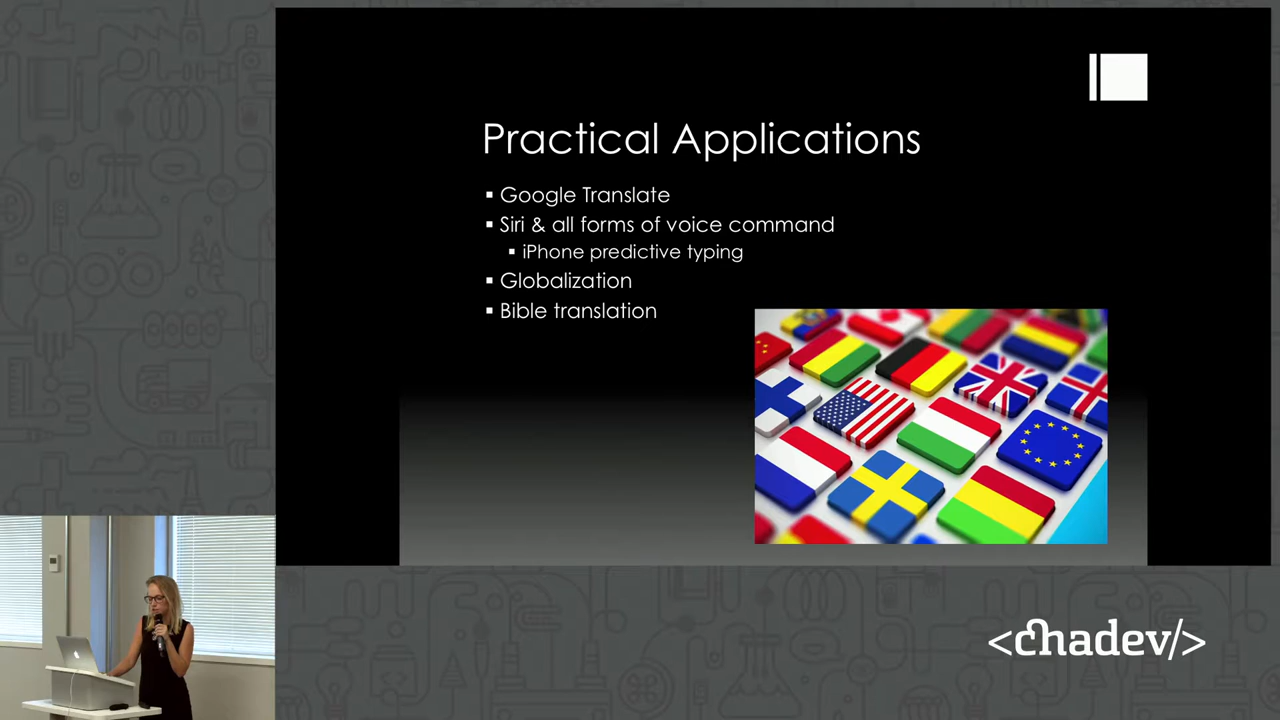 Practical Applications
▪ Google Translate
▪ Siri & all forms of voice command
▪ iPhone predictive typing
▪ Globalization
▪ Bible translation
<chadev/>